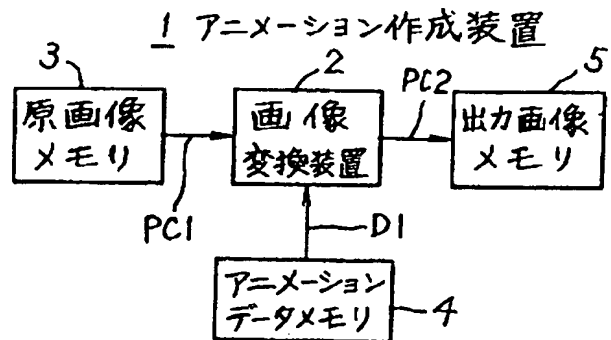 1 アニメーション作成装置
3
2
PC2
5
原画像
メモリ
画像
変換装置
出力画像
メモリ
PC1
D1
アニメーション
データメモリ
4